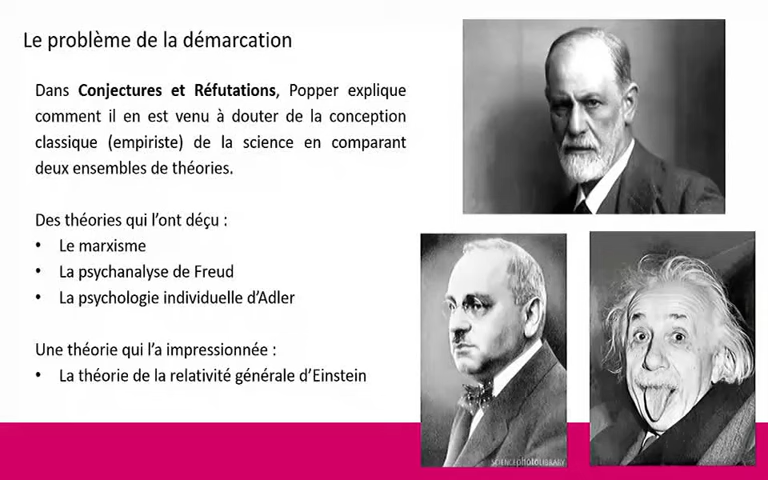 Le problème de la démarcation
Dans Conjectures et Réfutations, Popper explique
comment il en est venu à douter de la conception
classique (empiriste) de la science en comparant
deux ensembles de théories.
Des théories qui l'ont déçu :
• Le marxisme
• La psychanalyse de Freud
• La psychologie individuelle d'Adler
Une théorie qui l'a impressionnée :
• La théorie de la relativité générale d'Einstein
SCIENCEPHOTOLIBRARY